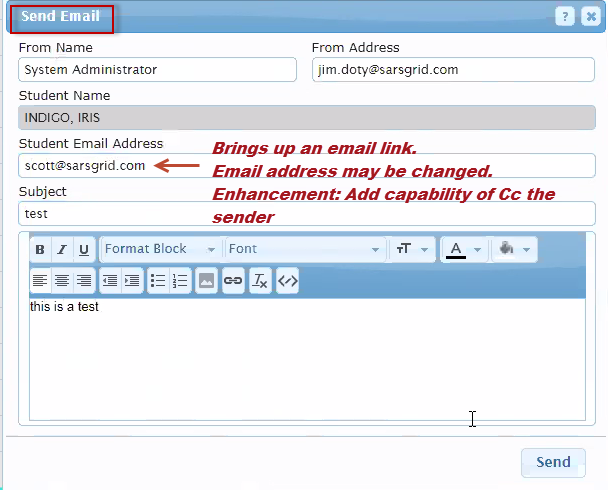 Send Email
? ×
From Name From Address
System Administrator jim.doty@sarsgrid.com
Student Name
INDIGO, IRIS
Student Email Address
scott@sarsgrid.com
Brings up an email link.
Email address may be changed.
Enhancement: Add capability of Cc the
sender
Subject
test
B I U Format Block Font TT A
this is a test
Send